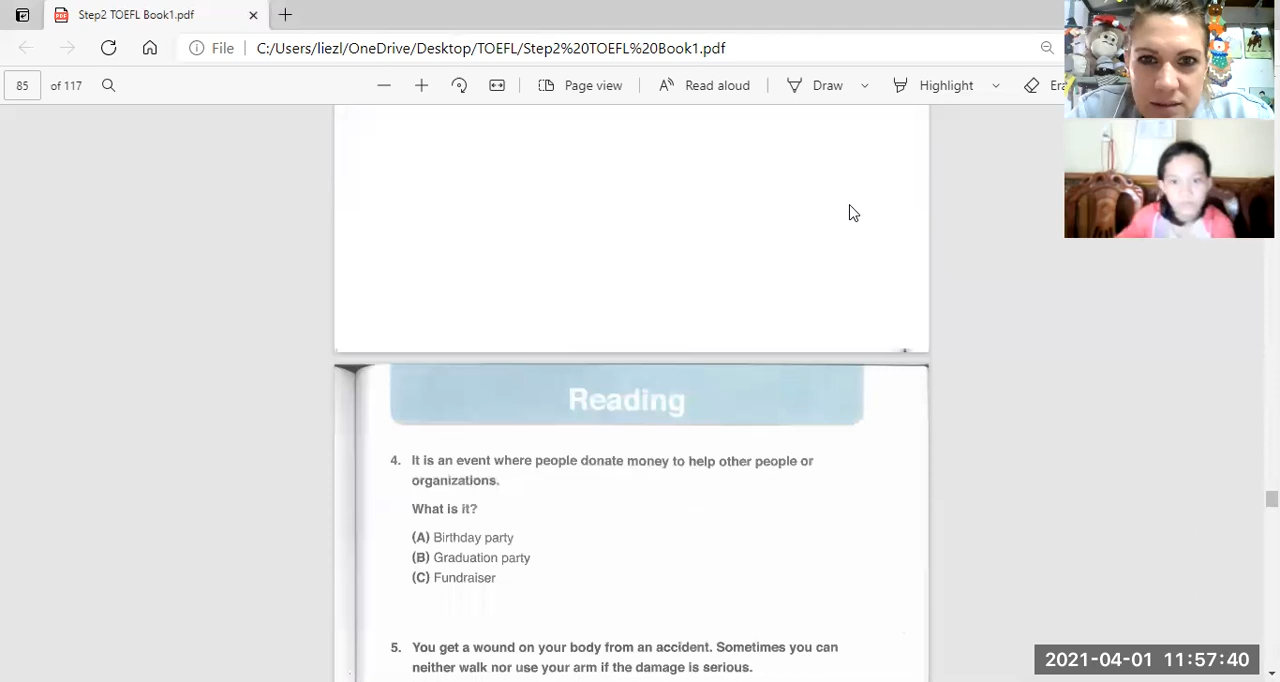 Step2 TOEFL Book1.pdf
File
C:/Users/liezl/OneDrive/Desktop/TOEFL/Step2%20TOEFL%20Book1.pdf
85 of 117
Page view
Read aloud
Draw
Highlight
Era
Reading
4. It is an event where people donate money to help other people or
organizations.
What is it?
(A) Birthday party
(B) Graduation party
(C) Fundraiser
5. You get a wound on your body from an accident. Sometimes you can
neither walk nor use your arm if the damage is serious.
2021-04-01 11:57:40